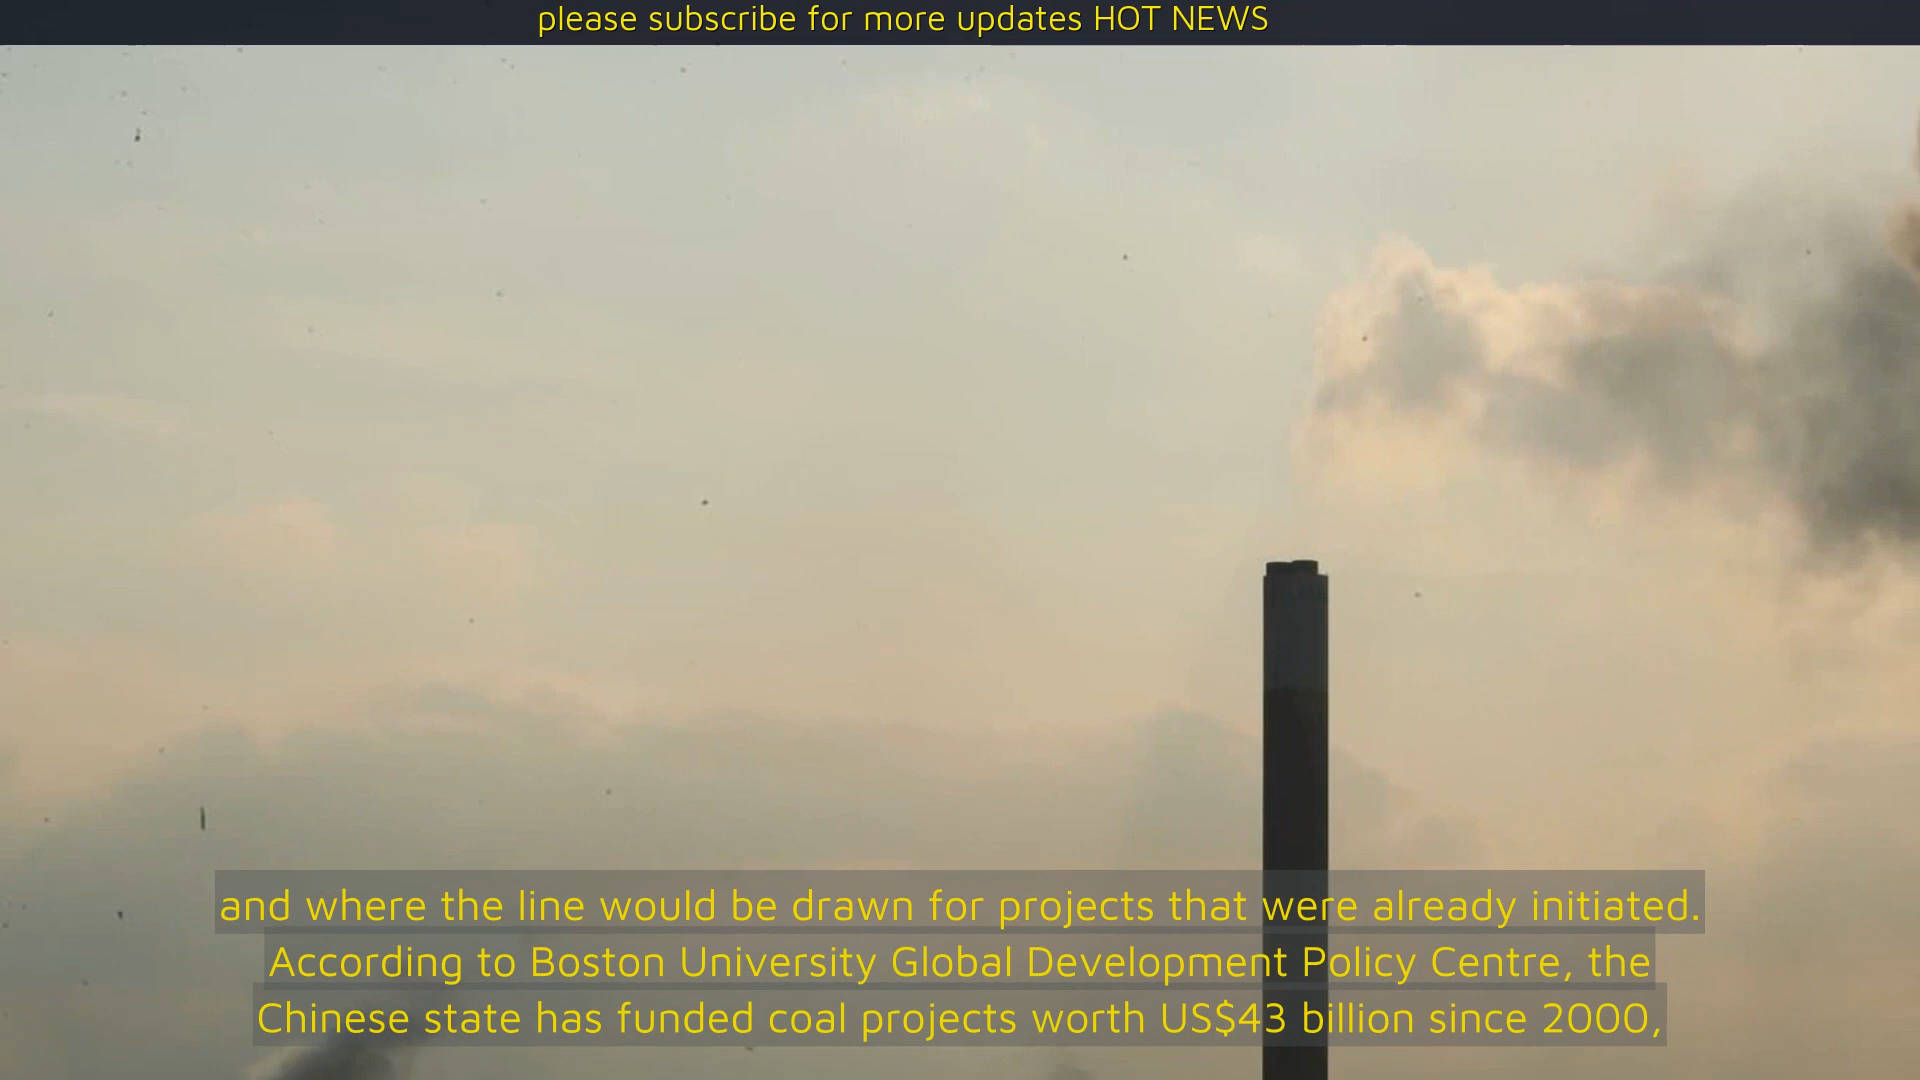 please subscribe for more updates HOT NEWS
and where the line would be drawn for projects that were already initiated.
According to Boston University Global Development Policy Centre, the
Chinese state has funded coal projects worth US$43 billion since 2000,